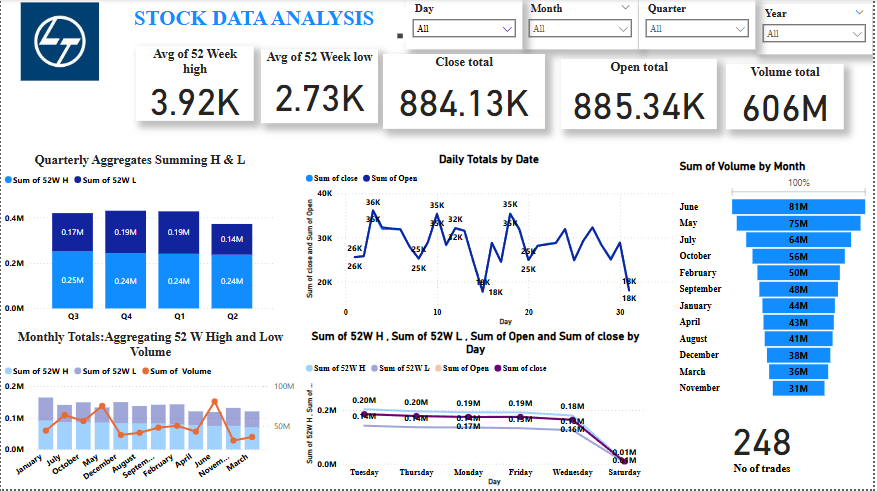 STOCK DATA ANALYSIS
Day
All
Month
All
Quarter
All
Year
All
Avg of 52 Week
high
3.92K
Avg of 52 Week low
2.73K
Close total
884.13K
Open total
885.34K
Volume total
606M
Quarterly Aggregates Summing H & L
Sum of 52W H Sum of 52W L
0.4M
0.2M
0.0M
0.17M 0.19M 0.19M 0.14M
0.25M 0.24M 0.24M 0.24M
Q3 Q4 Q1 Q2
Daily Totals by Date
Sum of close Sum of Open
Sum of close and Sum of Open
40K
30K
20K
36K 35K 32K 35K
36K 35K 32K 35K
26K 25K 25K
26K 25K 25K
18K 18K
18K 18K
0 10 20 30
Day
Sum of Volume by Month
100%
June 81M
May 75M
July 64M
October 56M
February 50M
September 48M
January 44M
April 43M
August 41M
December 38M
March 36M
November 31M
Monthly Totals:Aggregating 52 W High and Low
Volume
Sum of 52W H Sum of 52W L Sum of Volume
0.2M 100M
0.1M 50M
0.0M
January July October May December August Septem... February April June Novem... March
Sum of 52W H , Sum of 52W L , Sum of Open and Sum of close by
Day
Sum of 52W H Sum of 52W L Sum of Open Sum of close
Sum of 52W H , Sum of ...
0.2M
0.0M
0.20M 0.20M 0.19M 0.19M 0.18M
0.14M 0.14M 0.17M 0.16M
0.01M
Tuesday Thursday Monday Friday Wednesday Saturday
Day
248
No of trades